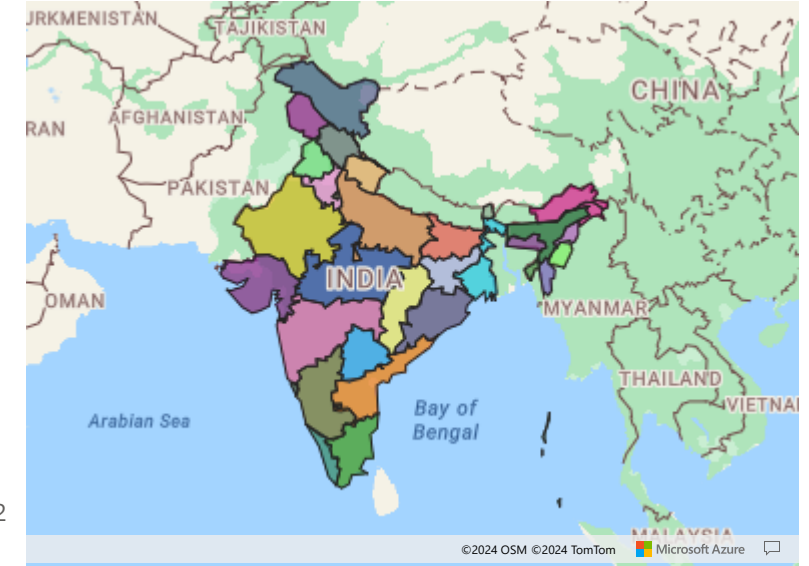 URKMENISTAN
TAJIKISTAN
CHINA
AFGHANISTAN
RAN
PAKISTAN
INDIA
OMAN
MYANMAR
THAILAND
VIETNA
Arabian Sea
Bay of
Bengal
2
MALAYSIA
©2024 OSM ©2024 TomTom Microsoft Azure